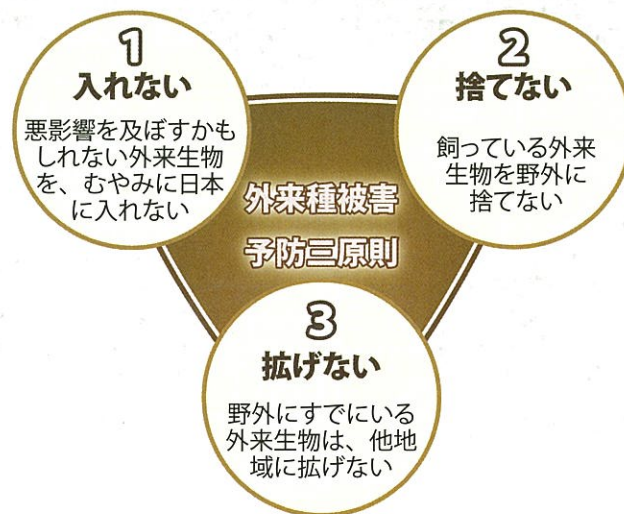 1
入れない
悪影響を及ぼすかも
しれない外来生物
を、むやみに日本
に入れない
2
捨てない
飼っている外来
生物を野外に
捨てない
外来種被害
予防三原則
3
拡げない
野外にすでにいる
外来生物は、他地
域に拡げない